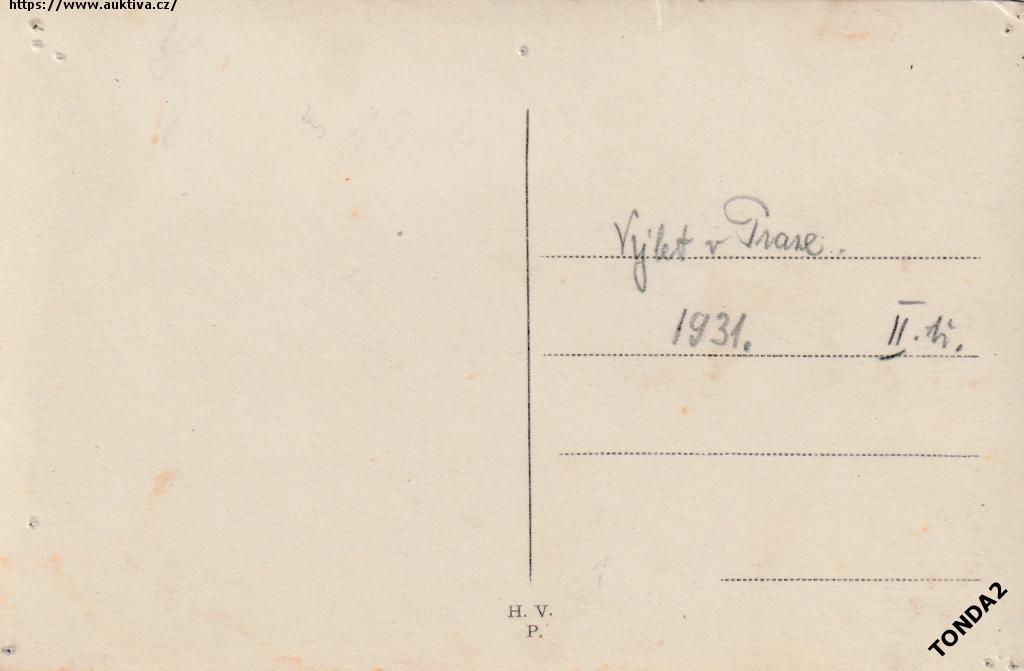 https://www.auktiva.cz/
Výlet v Praze.
1931. II. tř.
H. V.
P.
TONDA2